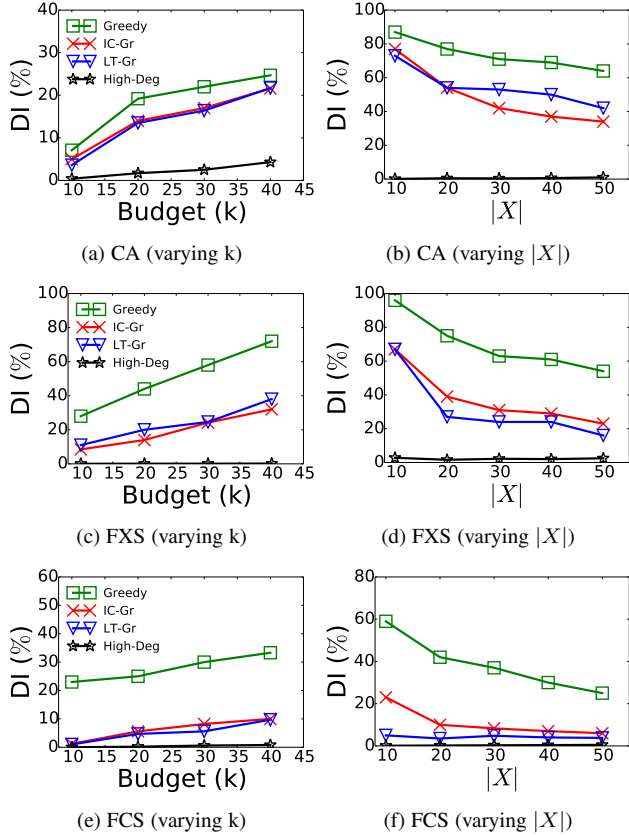 40
30
20
10
0
DI (%)
Greedy
IC-Gr
LT-Gr
High-Deg
10 15 20 25 30 35 40 45
Budget (k)
(a) CA (varying k)
100
80
60
40
20
0
DI (%)
10 20 30 40 50
|X|
(b) CA (varying |X|)
100
80
60
40
20
0
DI (%)
Greedy
IC-Gr
LT-Gr
High-Deg
10 15 20 25 30 35 40 45
Budget (k)
(c) FXS (varying k)
100
80
60
40
20
0
DI (%)
10 20 30 40 50
|X|
(d) FXS (varying |X|)
60
50
40
30
20
10
0
DI (%)
Greedy
IC-Gr
LT-Gr
High-Deg
10 15 20 25 30 35 40 45
Budget (k)
(e) FCS (varying k)
80
60
40
20
0
DI (%)
10 20 30 40 50
|X|
(f) FCS (varying |X|)